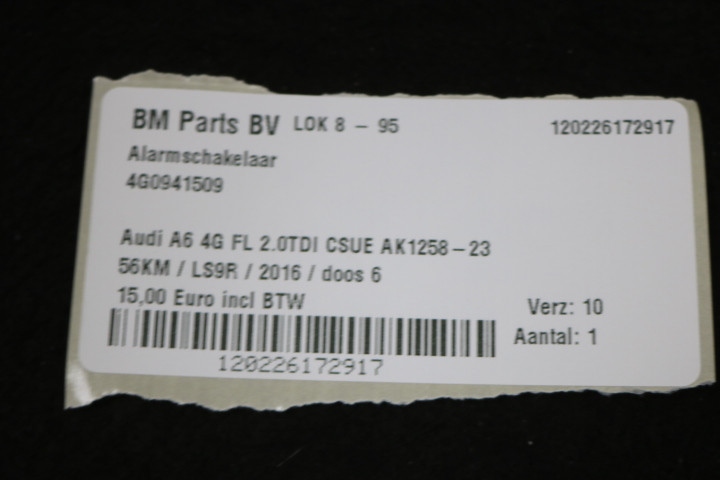 BM Parts BV LOK 8 - 95 120226172917
Alarmschakelaar
4G0941509
Audi A6 4G FL 2.0TDI CSUE AK1258-23
56KM / LS9R / 2016 / doos 6
15,00 Euro incl BTW Verz: 10
Aantal: 1
120226172917